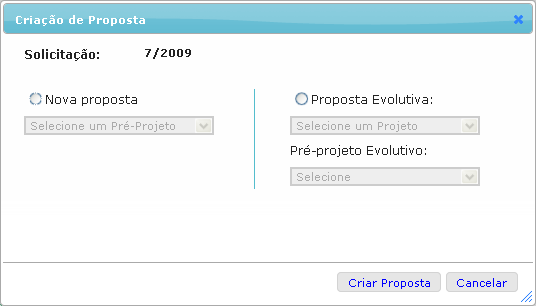 Criação de Proposta
Solicitação: 7/2009
Nova proposta
Selecione um Pré-Projeto
Proposta Evolutiva:
Selecione um Projeto
Pré-projeto Evolutivo:
Selecione
Criar Proposta Cancelar